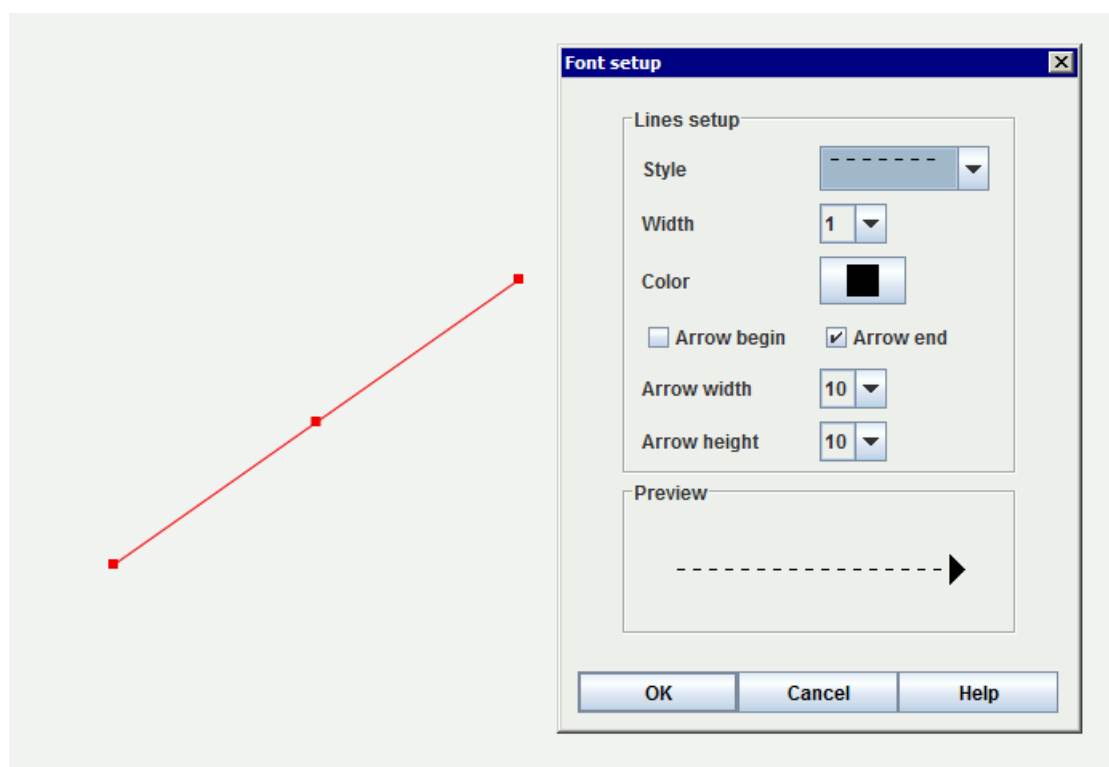 Font setup
Lines setup
Style
Width 1
Color
Arrow begin Arrow end
Arrow width 10
Arrow height 10
Preview
OK Cancel Help